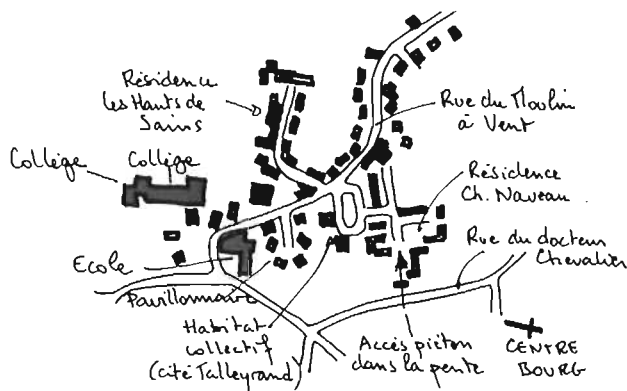 Résidence
les Hauts de
Sains
Rue du Moulin
à Vent
Collège
Collège
Résidence
Ch. Naveau
Rue du docteur
Chevalier
Ecole
Pavillonnaire
Habitat
collectif
(cité Talleyrand)
Accès piéton
dans la pente
CENTRE
BOURG